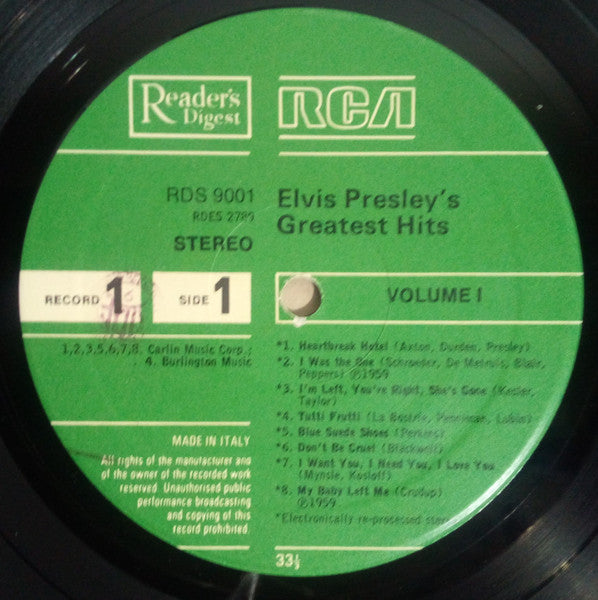 Reader's
Digest
RCA
RDS 9001
RDES 2789
STEREO
Elvis Presley's
Greatest Hits
RECORD 1
SIDE 1
VOLUME I
1,2,3,5,6,7,8. Carlin Music Corp.;
4. Burlington Music
*1. Heartbreak Hotel (Axton, Durden, Presley)
*2. I Was the One (Schroeder, De Metruis, Blair,
Peppers) ℗1959
*3. I'm Left, You're Right, She's Gone (Kesler,
Taylor)
*4. Tutti Frutti (La Bostrie, Penniman, Lubin)
*5. Blue Suede Shoes (Perkins)
*6. Don't Be Cruel (Blackwell)
*7. I Want You, I Need You, I Love You
(Mynsle, Kosloff)
*8. My Baby Left Me (Crudup)
℗1959
*Electronically re-processed
MADE IN ITALY
All rights of the manufacturer and
of the owner of the recorded work
reserved. Unauthorised public
performance broadcasting
and copying of this
record prohibited.
33⅓